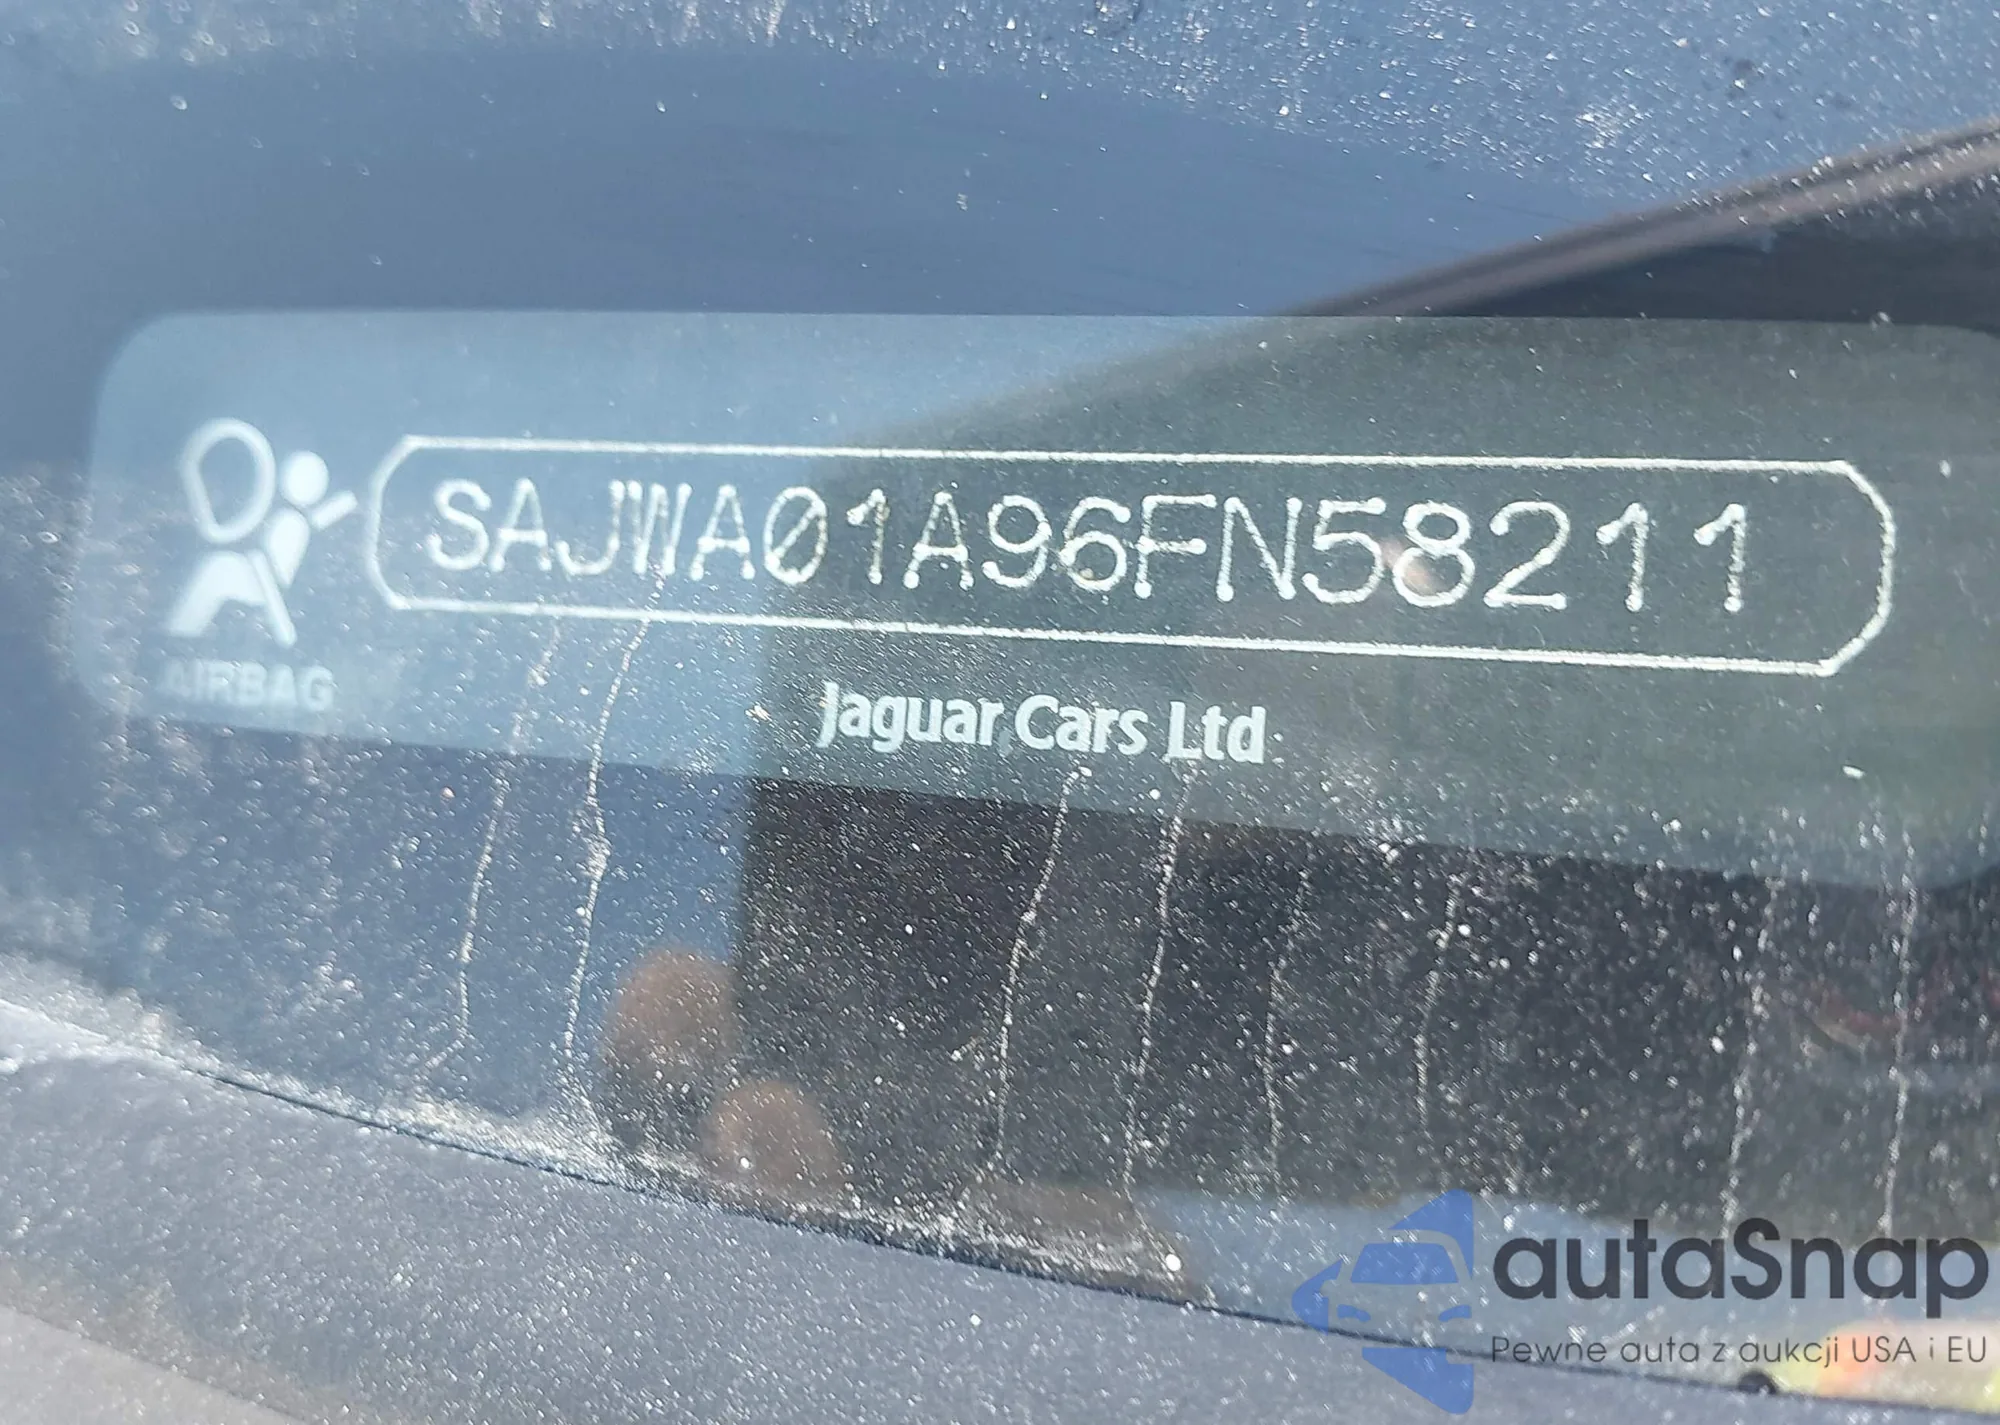 SAJWA01A96FN58211
AIRBAG
Jaguar Cars Ltd
autaSnap
Pewne auta z aukcji USA i EU